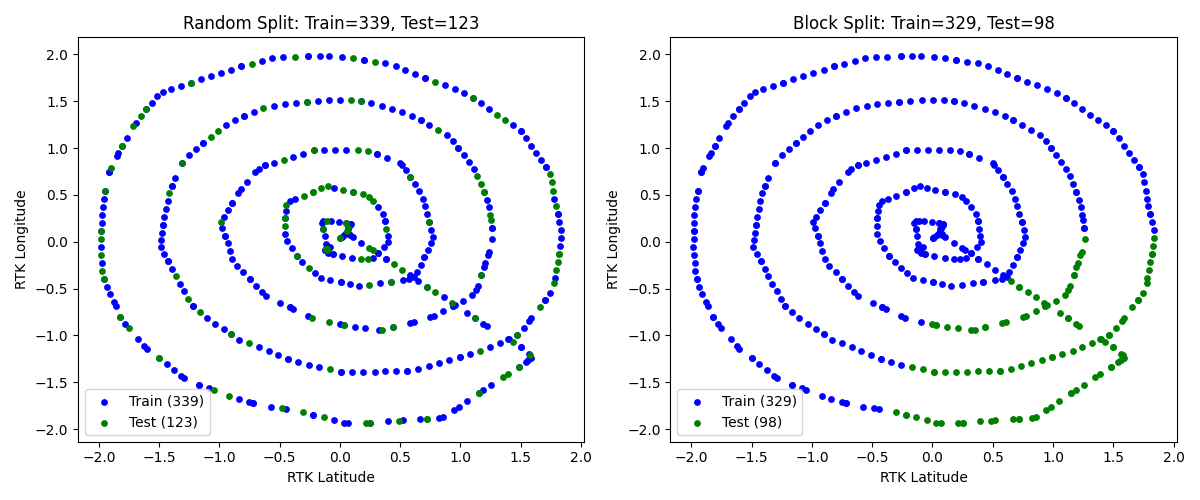 Random Split: Train=339, Test=123
RTK Longitude
2.0
1.5
1.0
0.5
0.0
−0.5
−1.0
−1.5
−2.0
Train (339)
Test (123)
−2.0 −1.5 −1.0 −0.5 0.0 0.5 1.0 1.5 2.0
RTK Latitude
Block Split: Train=329, Test=98
RTK Longitude
2.0
1.5
1.0
0.5
0.0
−0.5
−1.0
−1.5
−2.0
Train (329)
Test (98)
−2.0 −1.5 −1.0 −0.5 0.0 0.5 1.0 1.5 2.0
RTK Latitude